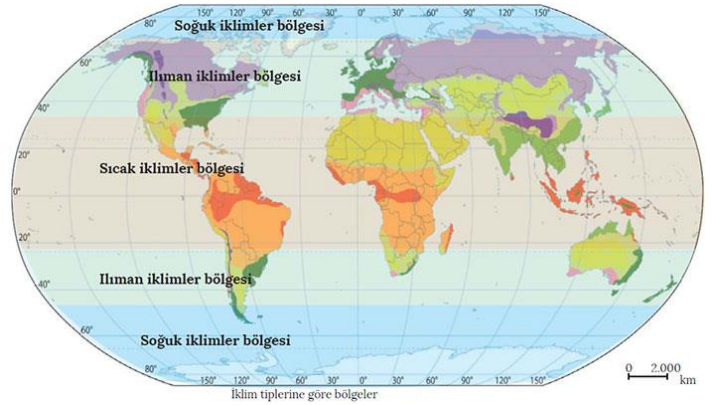 150° 120° 90° 60° 30° 0° 30° 60° 90° 120° 150°
80°
Soğuk iklimler bölgesi
60°
Ilıman iklimler bölgesi
40°
20°
Sıcak iklimler bölgesi
0°
20°
Ilıman iklimler bölgesi
40°
60°
Soğuk iklimler bölgesi
80°
0 2.000
km
150° 120° 90° 60° 30° 0° 30° 60° 90° 120° 150°
İklim tiplerine göre bölgeler